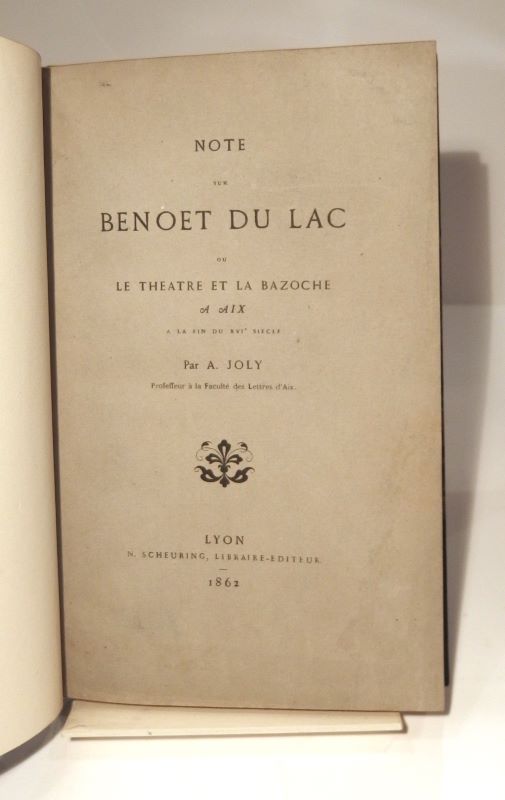 NOTE
SUR
BENOET DU LAC
OU
LE THEATRE ET LA BAZOCHE
A AIX
A LA FIN DU XVIᵉ SIECLE
Par A. JOLY
Profeſſeur à la Faculté des Lettres d'Aix.
LYON
N. SCHEURING, LIBRAIRE-EDITEUR
—
1862